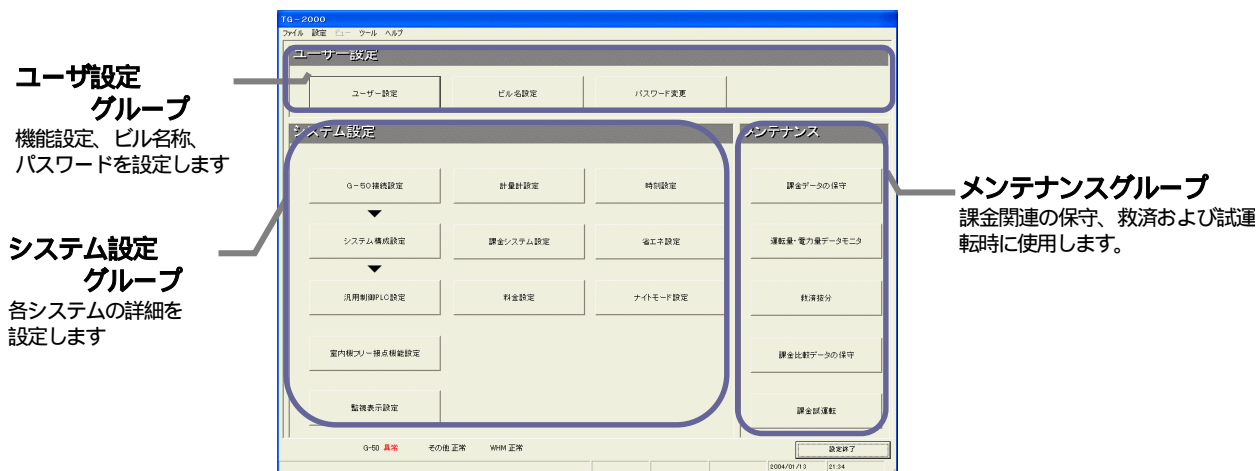 TG-2000
ファイル 設定 ビュー ツール ヘルプ
ユーザー設定
ユーザー設定 ビル名設定 パスワード変更
システム設定
G-50接続設定 計量計設定 時刻設定
システム構成設定 課金システム設定 省エネ設定
汎用制御PLC設定 料金設定 ナイトモード設定
室内機フリー接点機能設定
監視表示設定
メンテナンス
課金データの保守
運転量・電力量データモニタ
救済按分
課金比較データの保守
課金試運転
G-50 異常 その他 正常 WHM 正常
設定終了
2004/01/13 21:34
ユーザ設定
グループ
機能設定、ビル名称、
パスワードを設定します
システム設定
グループ
各システムの詳細を
設定します
メンテナンスグループ
課金関連の保守、救済および試運
転時に使用します。